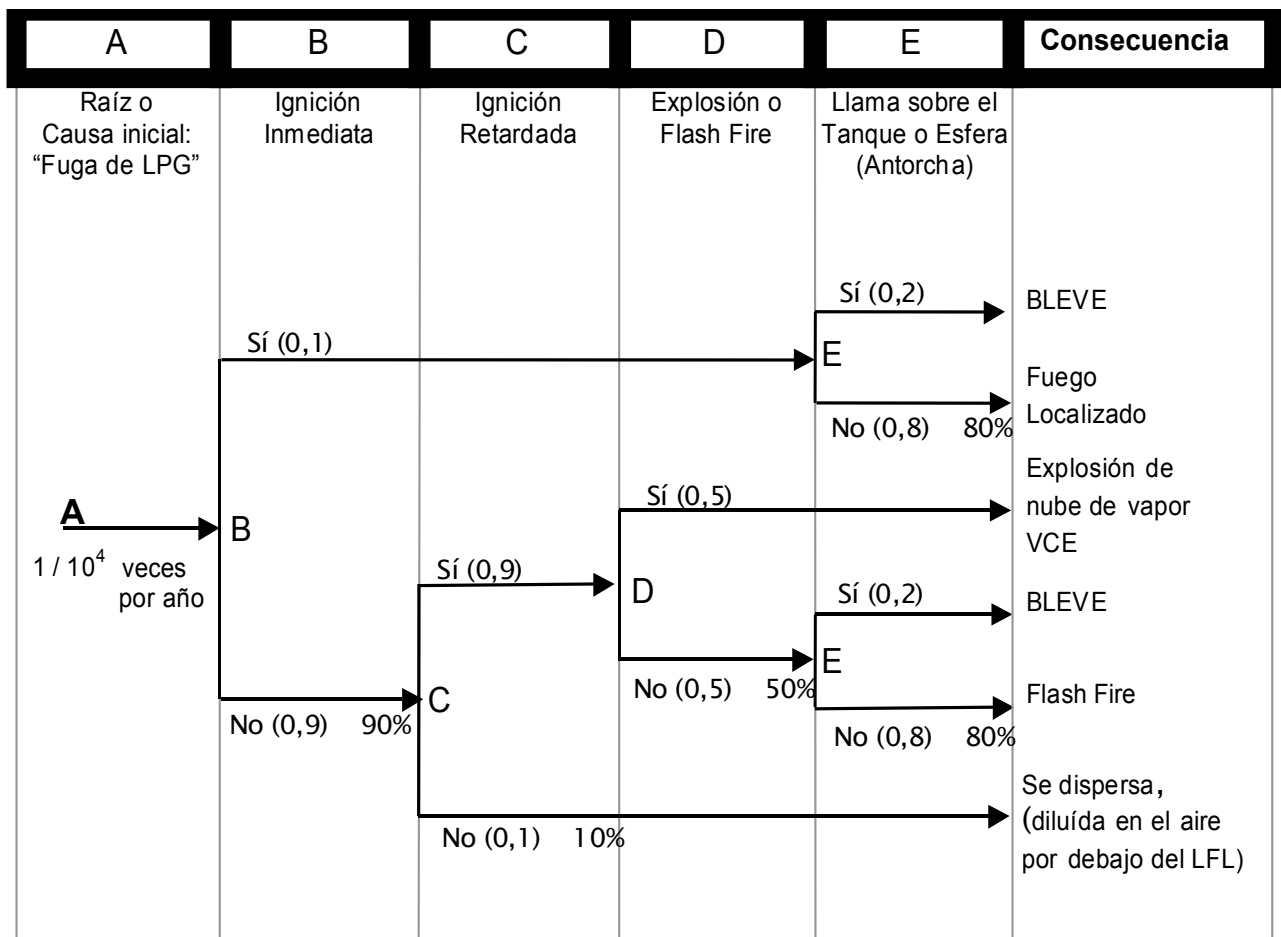 A
B
C
D
E
Consecuencia
Raíz o
Causa inicial:
“Fuga de LPG”
Ignición
Inmediata
Ignición
Retardada
Explosión o
Flash Fire
Llama sobre el
Tanque o Esfera
(Antorcha)
Sí (0,2)
BLEVE
Sí (0,1)
E
Fuego
Localizado
No (0,8) 80%
Explosión de
nube de vapor
VCE
Sí (0,5)
A
B
1 / 10⁴ veces
por año
Sí (0,9)
D
Sí (0,2)
BLEVE
E
No (0,5) 50%
C
Flash Fire
No (0,9) 90%
No (0,8) 80%
Se dispersa,
(diluída en el aire
por debajo del LFL)
No (0,1) 10%